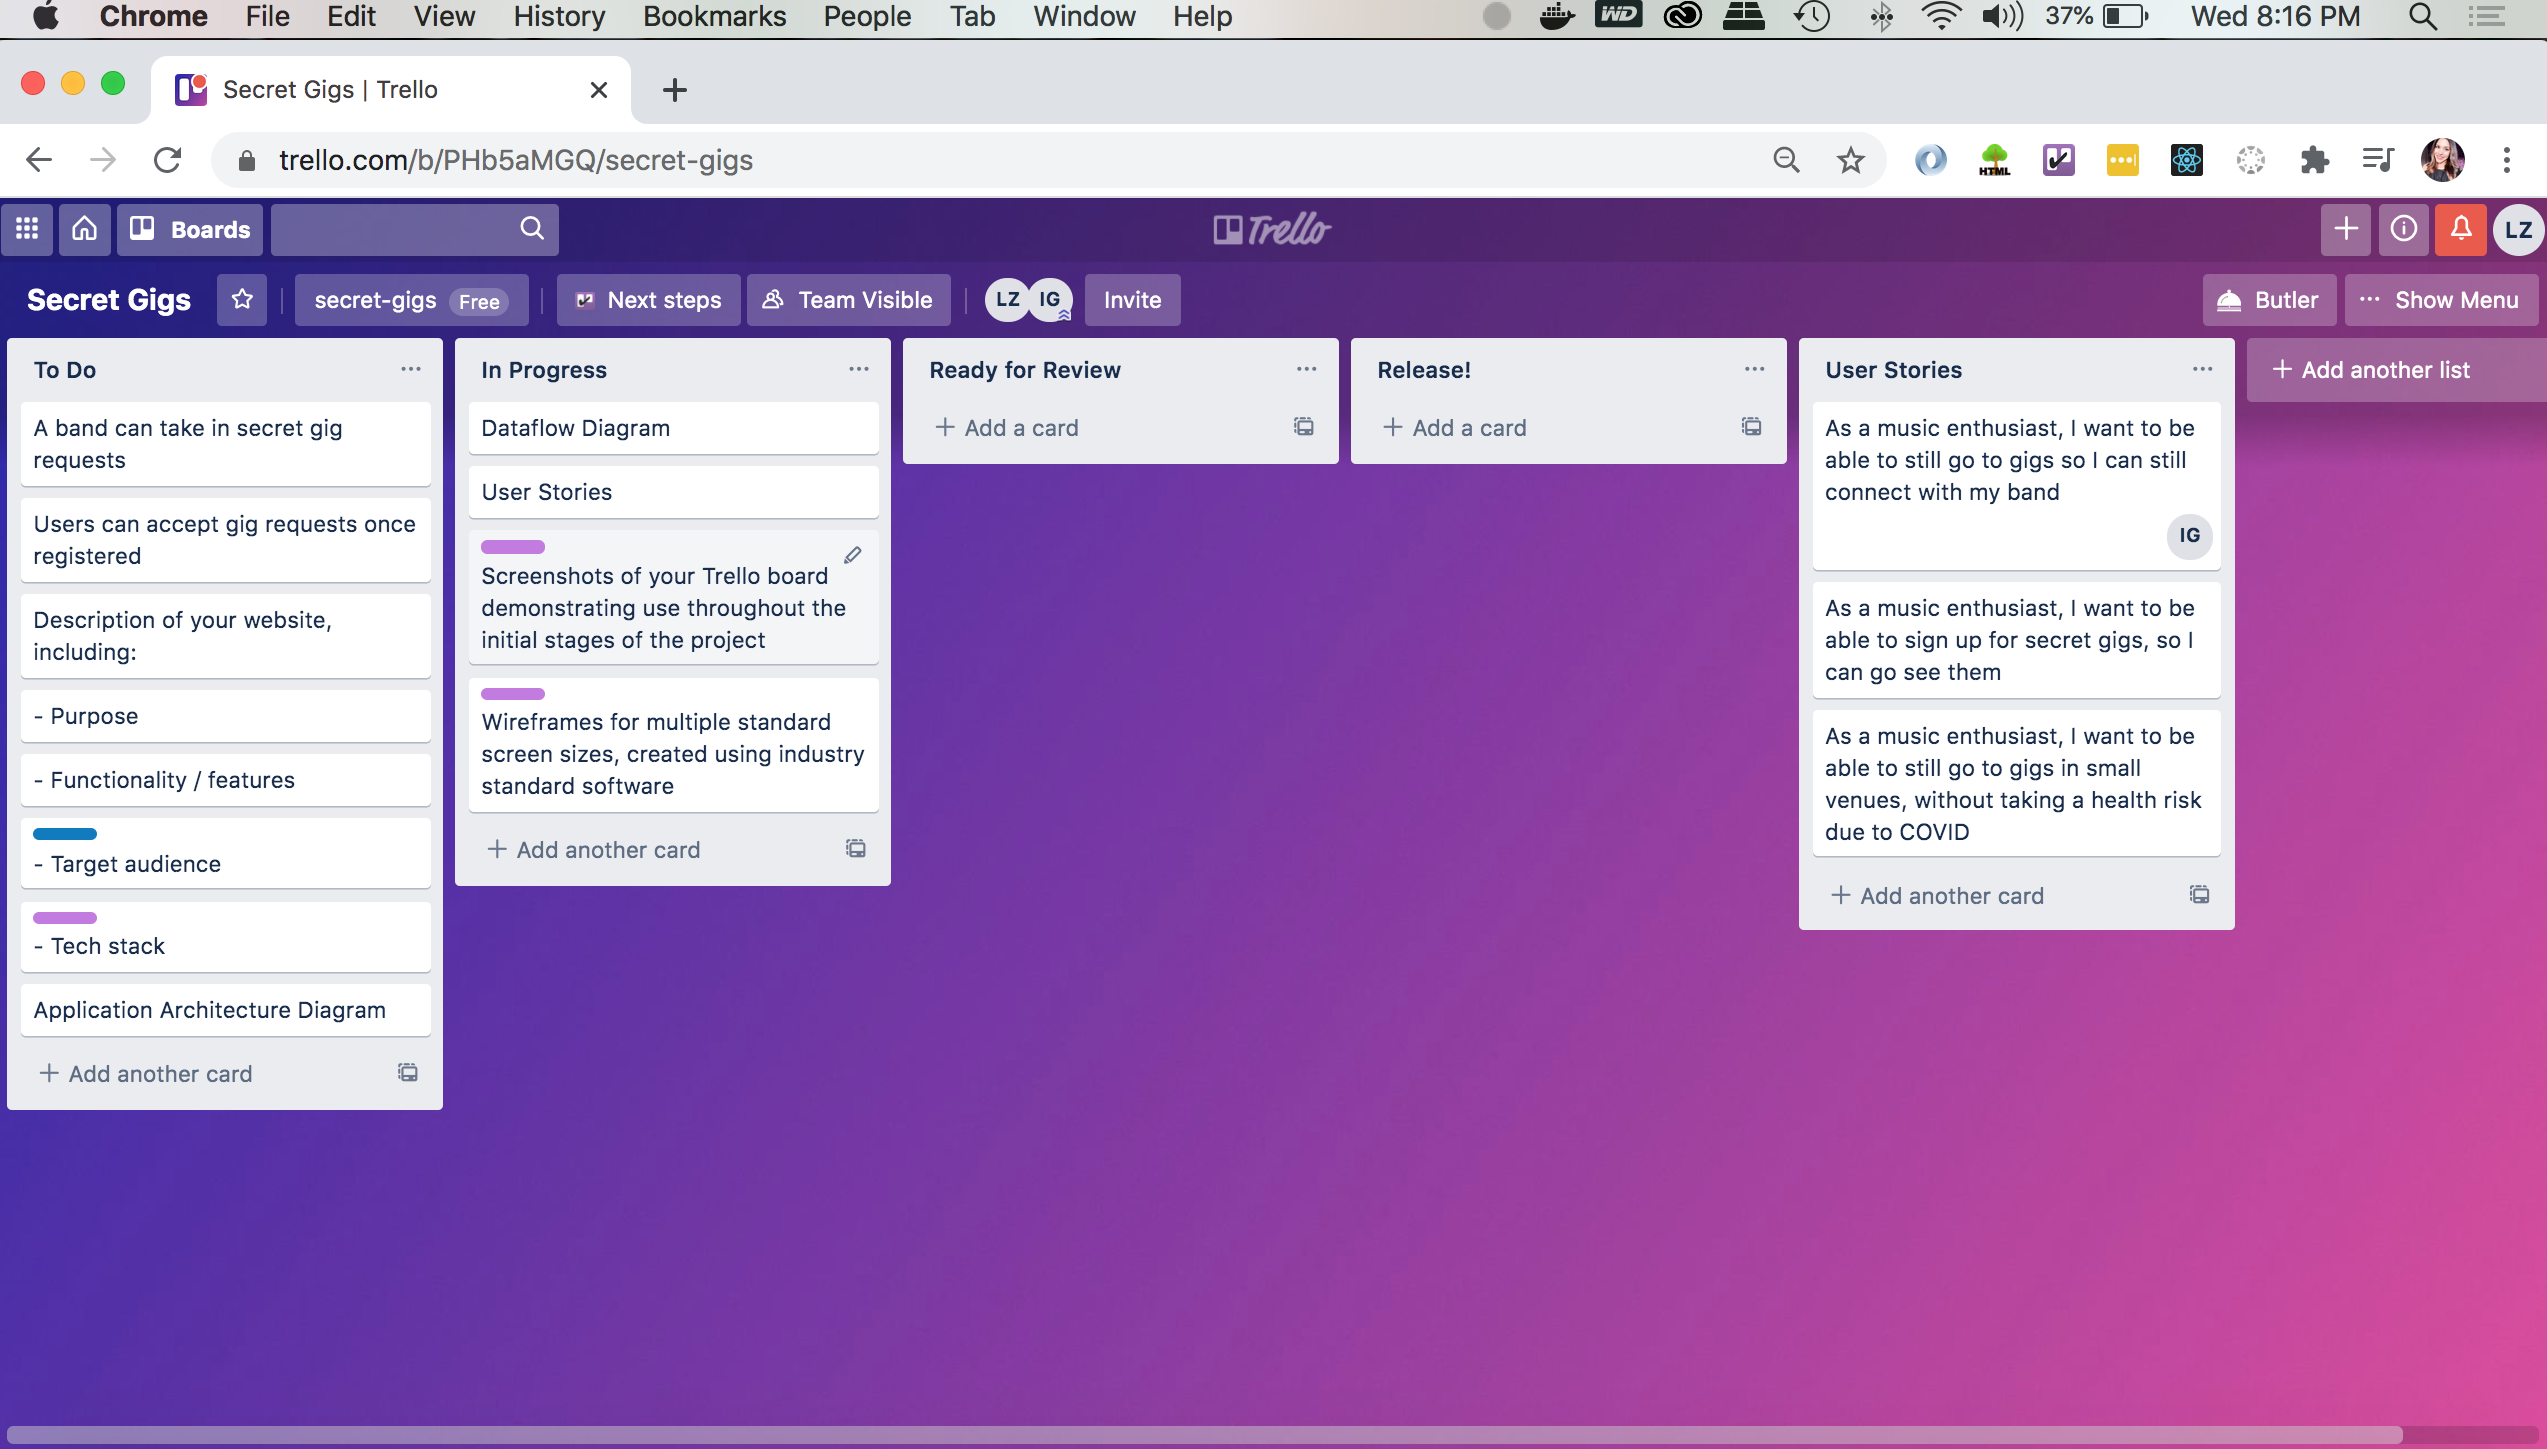 Chrome File Edit View History Bookmarks People Tab Window Help WD 37% Wed 8:16 PM
Secret Gigs | Trello
trello.com/b/PHb5aMGQ/secret-gigs HTML
Boards Trello LZ
Secret Gigs secret-gigs Free Next steps Team Visible LZ IG Invite Butler Show Menu
To Do
A band can take in secret gig
requests
Users can accept gig requests once
registered
Description of your website,
including:
- Purpose
- Functionality / features
- Target audience
- Tech stack
Application Architecture Diagram
Add another card
In Progress
Dataflow Diagram
User Stories
Screenshots of your Trello board
demonstrating use throughout the
initial stages of the project
Wireframes for multiple standard
screen sizes, created using industry
standard software
Add another card
Ready for Review
Add a card
Release!
Add a card
User Stories
As a music enthusiast, I want to be
able to still go to gigs so I can still
connect with my band
IG
As a music enthusiast, I want to be
able to sign up for secret gigs, so I
can go see them
As a music enthusiast, I want to be
able to still go to gigs in small
venues, without taking a health risk
due to COVID
Add another card
Add another list